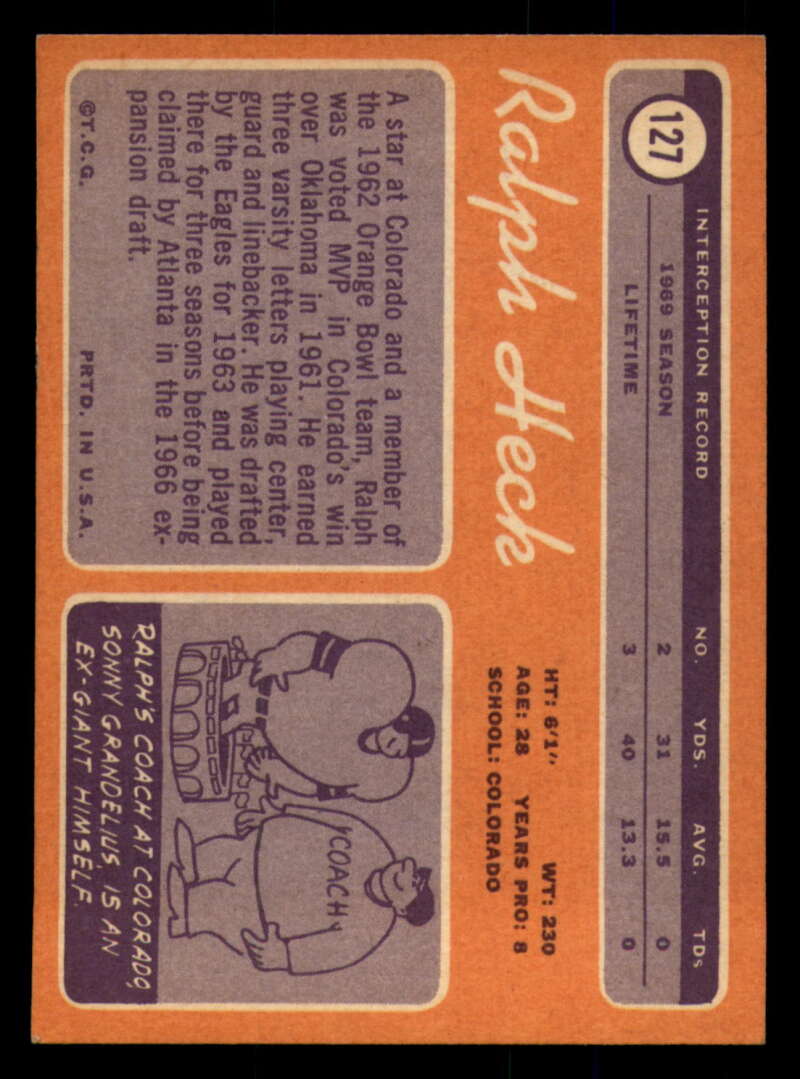 127
INTERCEPTION RECORD NO. YDS. AVG. TDs
1969 SEASON 2 31 15.5 0
LIFETIME 3 40 13.3 0
Ralph Heck
HT: 6'1" WT: 230
AGE: 28 YEARS PRO: 8
SCHOOL: COLORADO
A star at Colorado and a member of
the 1962 Orange Bowl team, Ralph
was voted MVP in Colorado's win
over Oklahoma in 1961. He earned
three varsity letters playing center,
guard and linebacker. He was drafted
by the Eagles for 1963 and played
there for three seasons before being
claimed by Atlanta in the 1966 ex-
pansion draft.
©T.C.G. PRTD. IN U.S.A.
COACH
RALPH'S COACH AT COLORADO,
SONNY GRANDELIUS, IS AN
EX-GIANT HIMSELF.